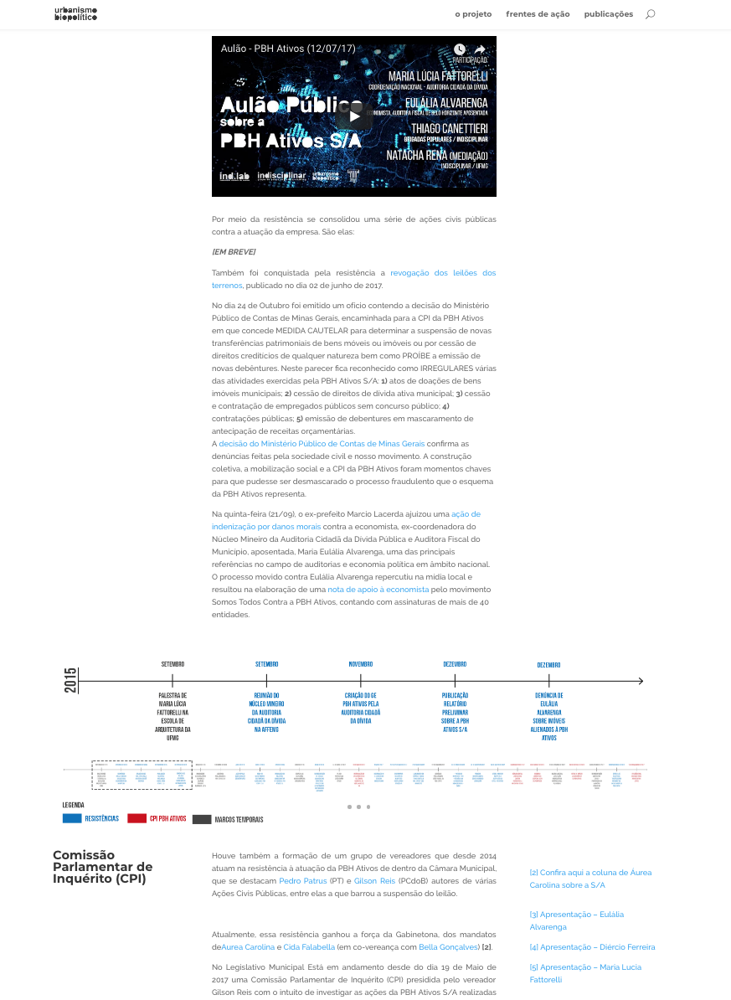 urbanismo
biopolítico
o projeto frentes de ação publicações
Aulão - PBH Ativos (12/07/17)
PARTICIPAÇÃO
MARIA LÚCIA FATTORELLI
COORDENAÇÃO NACIONAL - AUDITORIA CIDADÃ DA DÍVIDA
Aulão Público
sobre a
PBH Ativos S/A
EULÁLIA ALVARENGA
ECONOMISTA, AUDITORA FISCAL DE BELO HORIZONTE APOSENTADA
THIAGO CANETTIERI
BRIGADAS POPULARES / INDISCIPLINAR
NATACHA RENA (MEDIAÇÃO)
INDISCIPLINAR / UFMG
ind.lab indisciplinar urbanismo biopolítico
Por meio da resistência se consolidou uma série de ações civis públicas
contra a atuação da empresa. São elas:
[EM BREVE]
Também foi conquistada pela resistência a revogação dos leilões dos
terrenos, publicado no dia 02 de junho de 2017.
No dia 24 de Outubro foi emitido um ofício contendo a decisão do Ministério
Público de Contas de Minas Gerais, encaminhada para a CPI da PBH Ativos
em que concede MEDIDA CAUTELAR para determinar a suspensão de novas
transferências patrimoniais de bens móveis ou imóveis ou por cessão de
direitos creditícios de qualquer natureza bem como PROÍBE a emissão de
novas debêntures. Neste parecer fica reconhecido como IRREGULARES várias
das atividades exercidas pela PBH Ativos S/A: 1) atos de doações de bens
imóveis municipais; 2) cessão de direitos de dívida ativa municipal; 3) cessão
e contratação de empregados públicos sem concurso público; 4)
contratações públicas; 5) emissão de debentures em mascaramento de
antecipação de receitas orçamentárias.
A decisão do Ministério Público de Contas de Minas Gerais confirma as
denúncias feitas pela sociedade civil e nosso movimento. A construção
coletiva, a mobilização social e a CPI da PBH Ativos foram momentos chaves
para que pudesse ser desmascarado o processo fraudulento que o esquema
da PBH Ativos representa.
Na quinta-feira (21/09), o ex-prefeito Marcio Lacerda ajuizou uma ação de
indenização por danos morais contra a economista, ex-coordenadora do
Núcleo Mineiro da Auditoria Cidadã da Dívida Pública e Auditora Fiscal do
Município, aposentada, Maria Eulália Alvarenga, uma das principais
referências no campo de auditorias e economia política em âmbito nacional.
O processo movido contra Eulália Alvarenga repercutiu na mídia local e
resultou na elaboração de uma nota de apoio à economista pelo movimento
Somos Todos Contra a PBH Ativos, contando com assinaturas de mais de 40
entidades.
2015
SETEMBRO
PALESTRA DE
MARIA LÚCIA
FATTORELLI NA
ESCOLA DE
ARQUITETURA DA
UFMG
SETEMBRO
REUNIÃO DO
NÚCLEO MINEIRO
DA AUDITORIA
CIDADÃ DA DÍVIDA
NA AFFEMG
NOVEMBRO
CRIAÇÃO DO GE
PBH ATIVOS PELA
AUDITORIA CIDADÃ
DA DÍVIDA
DEZEMBRO
PUBLICAÇÃO
RELATÓRIO
PRELIMINAR
SOBRE A PBH
ATIVOS S/A
DEZEMBRO
DENÚNCIA DE
EULÁLIA
ALVARENGA
SOBRE IMÓVEIS
ALIENADOS À PBH
ATIVOS
LEGENDA
RESISTÊNCIAS CPI PBH ATIVOS MARCOS TEMPORAIS
Comissão
Parlamentar de
Inquérito (CPI)
Houve também a formação de um grupo de vereadores que desde 2014
atuam na resistência à atuação da PBH Ativos de dentro da Câmara Municipal,
que se destacam Pedro Patrus (PT) e Gilson Reis (PCdoB) autores de várias
Ações Civis Públicas, entre elas a que barrou a suspensão do leilão.
Atualmente, essa resistência ganhou a força da Gabinetona, dos mandatos
deAurea Carolina e Cida Falabella (em co-vereança com Bella Gonçalves) [2].
No Legislativo Municipal Está em andamento desde do dia 19 de Maio de
2017 uma Comissão Parlamentar de Inquérito (CPI) presidida pelo vereador
Gilson Reis com o intuito de investigar as ações da PBH Ativos S/A realizadas
[2] Confira aqui a coluna de Áurea
Carolina sobre a S/A
[3] Apresentação – Eulália
Alvarenga
[4] Apresentação – Diércio Ferreira
[5] Apresentação – Maria Lucia
Fattorelli